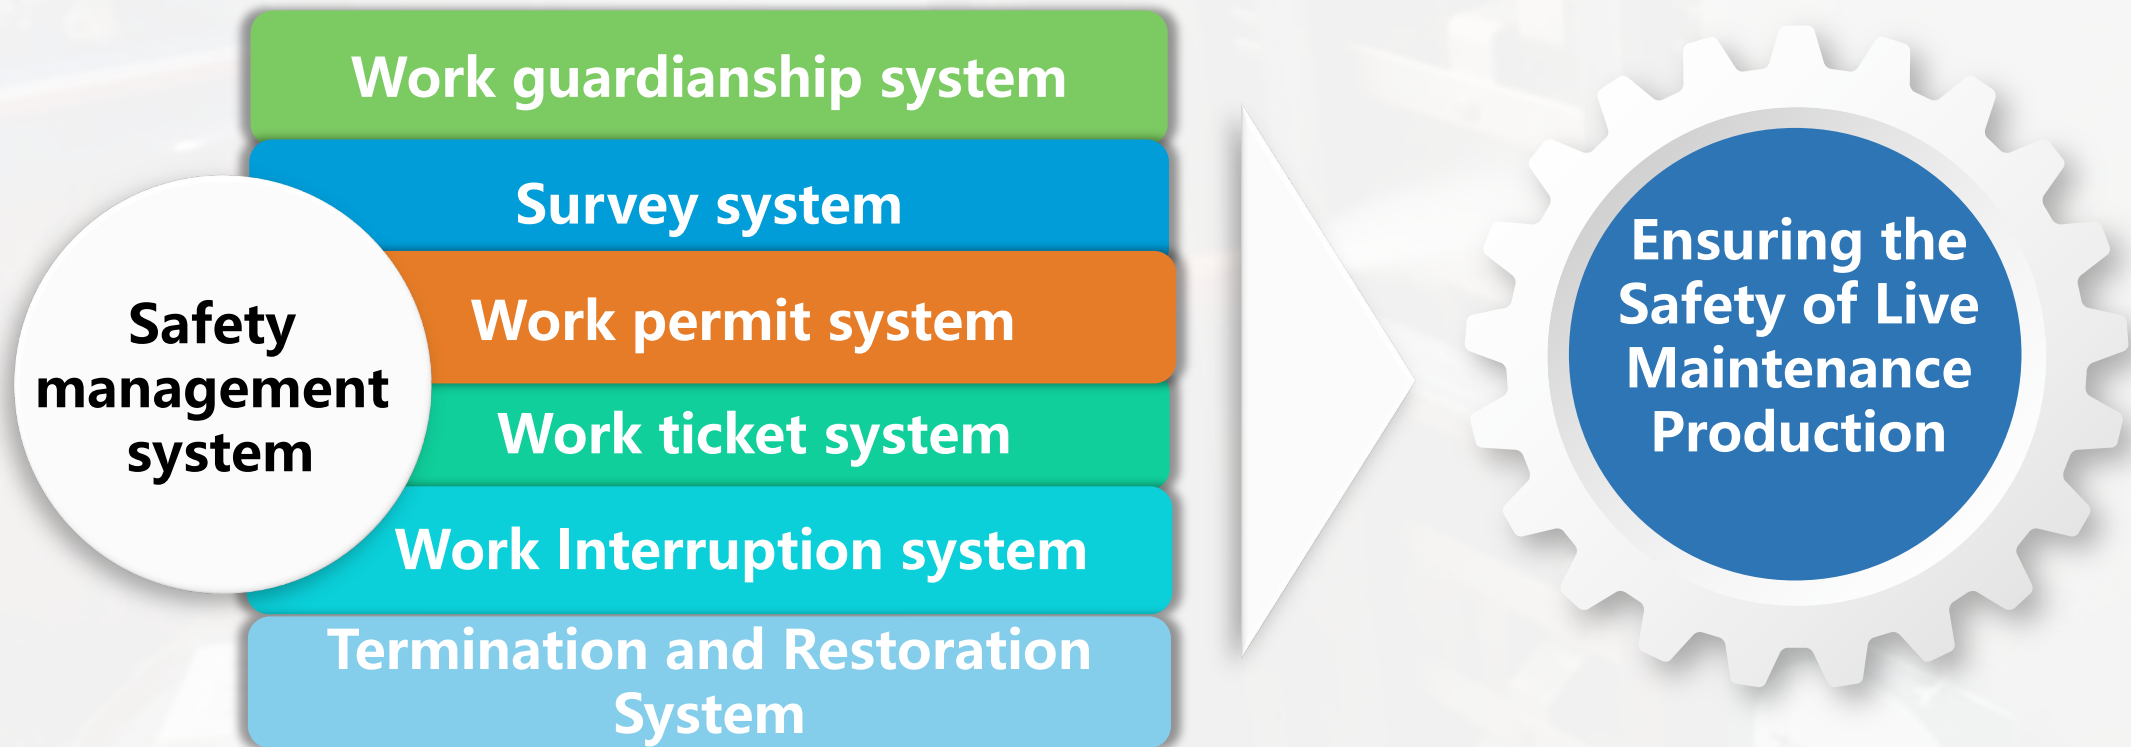 Work guardianship system
Survey system
Work permit system
Work ticket system
Work Interruption system
Termination and Restoration
System
Safety
management
system
Ensuring the
Safety of Live
Maintenance
Production